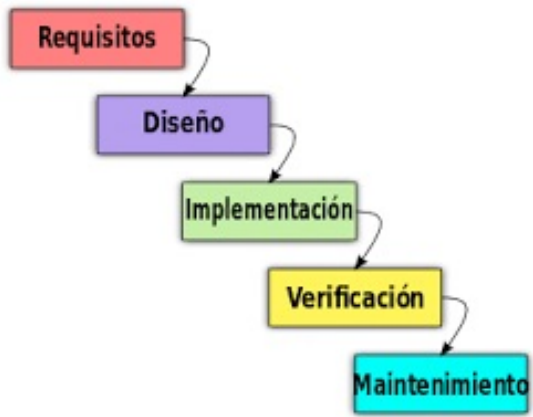 Requisitos
Diseño
Implementación
Verificación
Maintenimiento